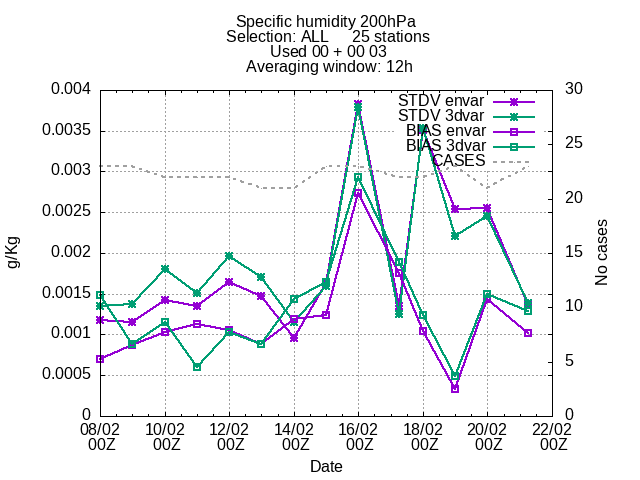 Specific humidity 200hPa
Selection: ALL 25 stations
Used 00 + 00 03
Averaging window: 12h
0.004
0.0035
0.003
0.0025
0.002
0.0015
0.001
0.0005
0
30
25
20
15
10
5
0
g/Kg
No cases
STDV envar
STDV 3dvar
BIAS envar
BIAS 3dvar
CASES
08/02 10/02 12/02 14/02 16/02 18/02 20/02 22/02
00Z 00Z 00Z 00Z 00Z 00Z 00Z 00Z
Date